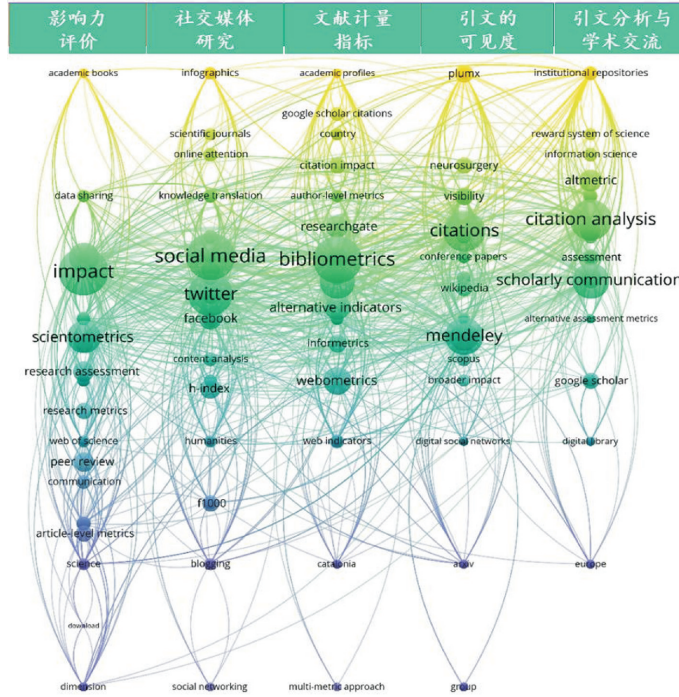 影响力
评价
社交媒体
研究
文献计量
指标
引文的
可见度
引文分析与
学术交流
academic books
data sharing
impact
scientometrics
research assessment
research metrics
web of science
peer review
communication
article-level metrics
science
download
dimension
infographics
scientific journals
online attention
knowledge translation
social media
twitter
facebook
content analysis
h-index
humanities
f1000
blogging
social networking
academic profiles
google scholar citations
country
citation impact
author-level metrics
researchgate
bibliometrics
alternative indicators
informetrics
webometrics
web indicators
catalonia
multi-metric approach
plumx
neurosurgery
visibility
citations
conference papers
wikipedia
mendeley
scopus
broader impact
digital social networks
arxiv
group
institutional repositories
reward system of science
information science
altmetric
citation analysis
assessment
scholarly communication
alternative assessment metrics
google scholar
digital library
europe